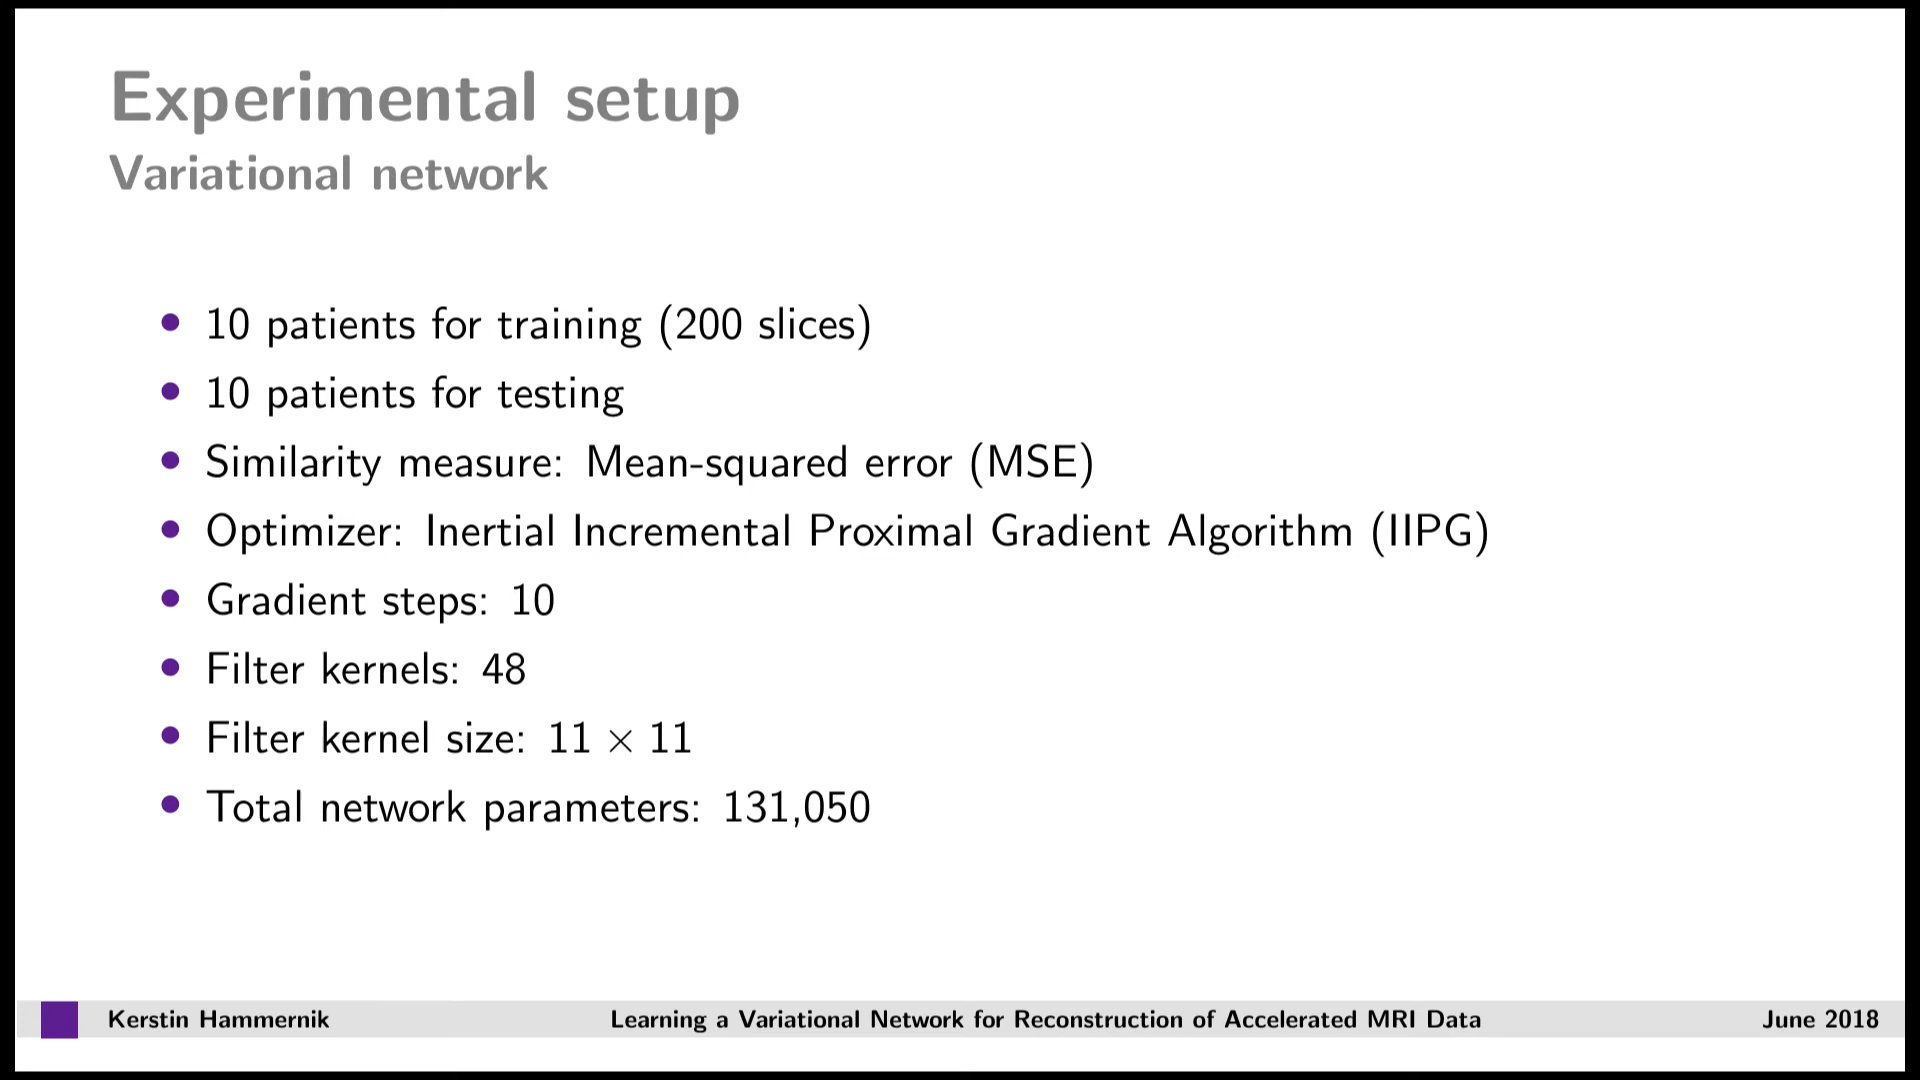 Experimental setup
Variational network
• 10 patients for training (200 slices)
• 10 patients for testing
• Similarity measure: Mean-squared error (MSE)
• Optimizer: Inertial Incremental Proximal Gradient Algorithm (IIPG)
• Gradient steps: 10
• Filter kernels: 48
• Filter kernel size: 11 × 11
• Total network parameters: 131,050
Kerstin Hammernik Learning a Variational Network for Reconstruction of Accelerated MRI Data June 2018